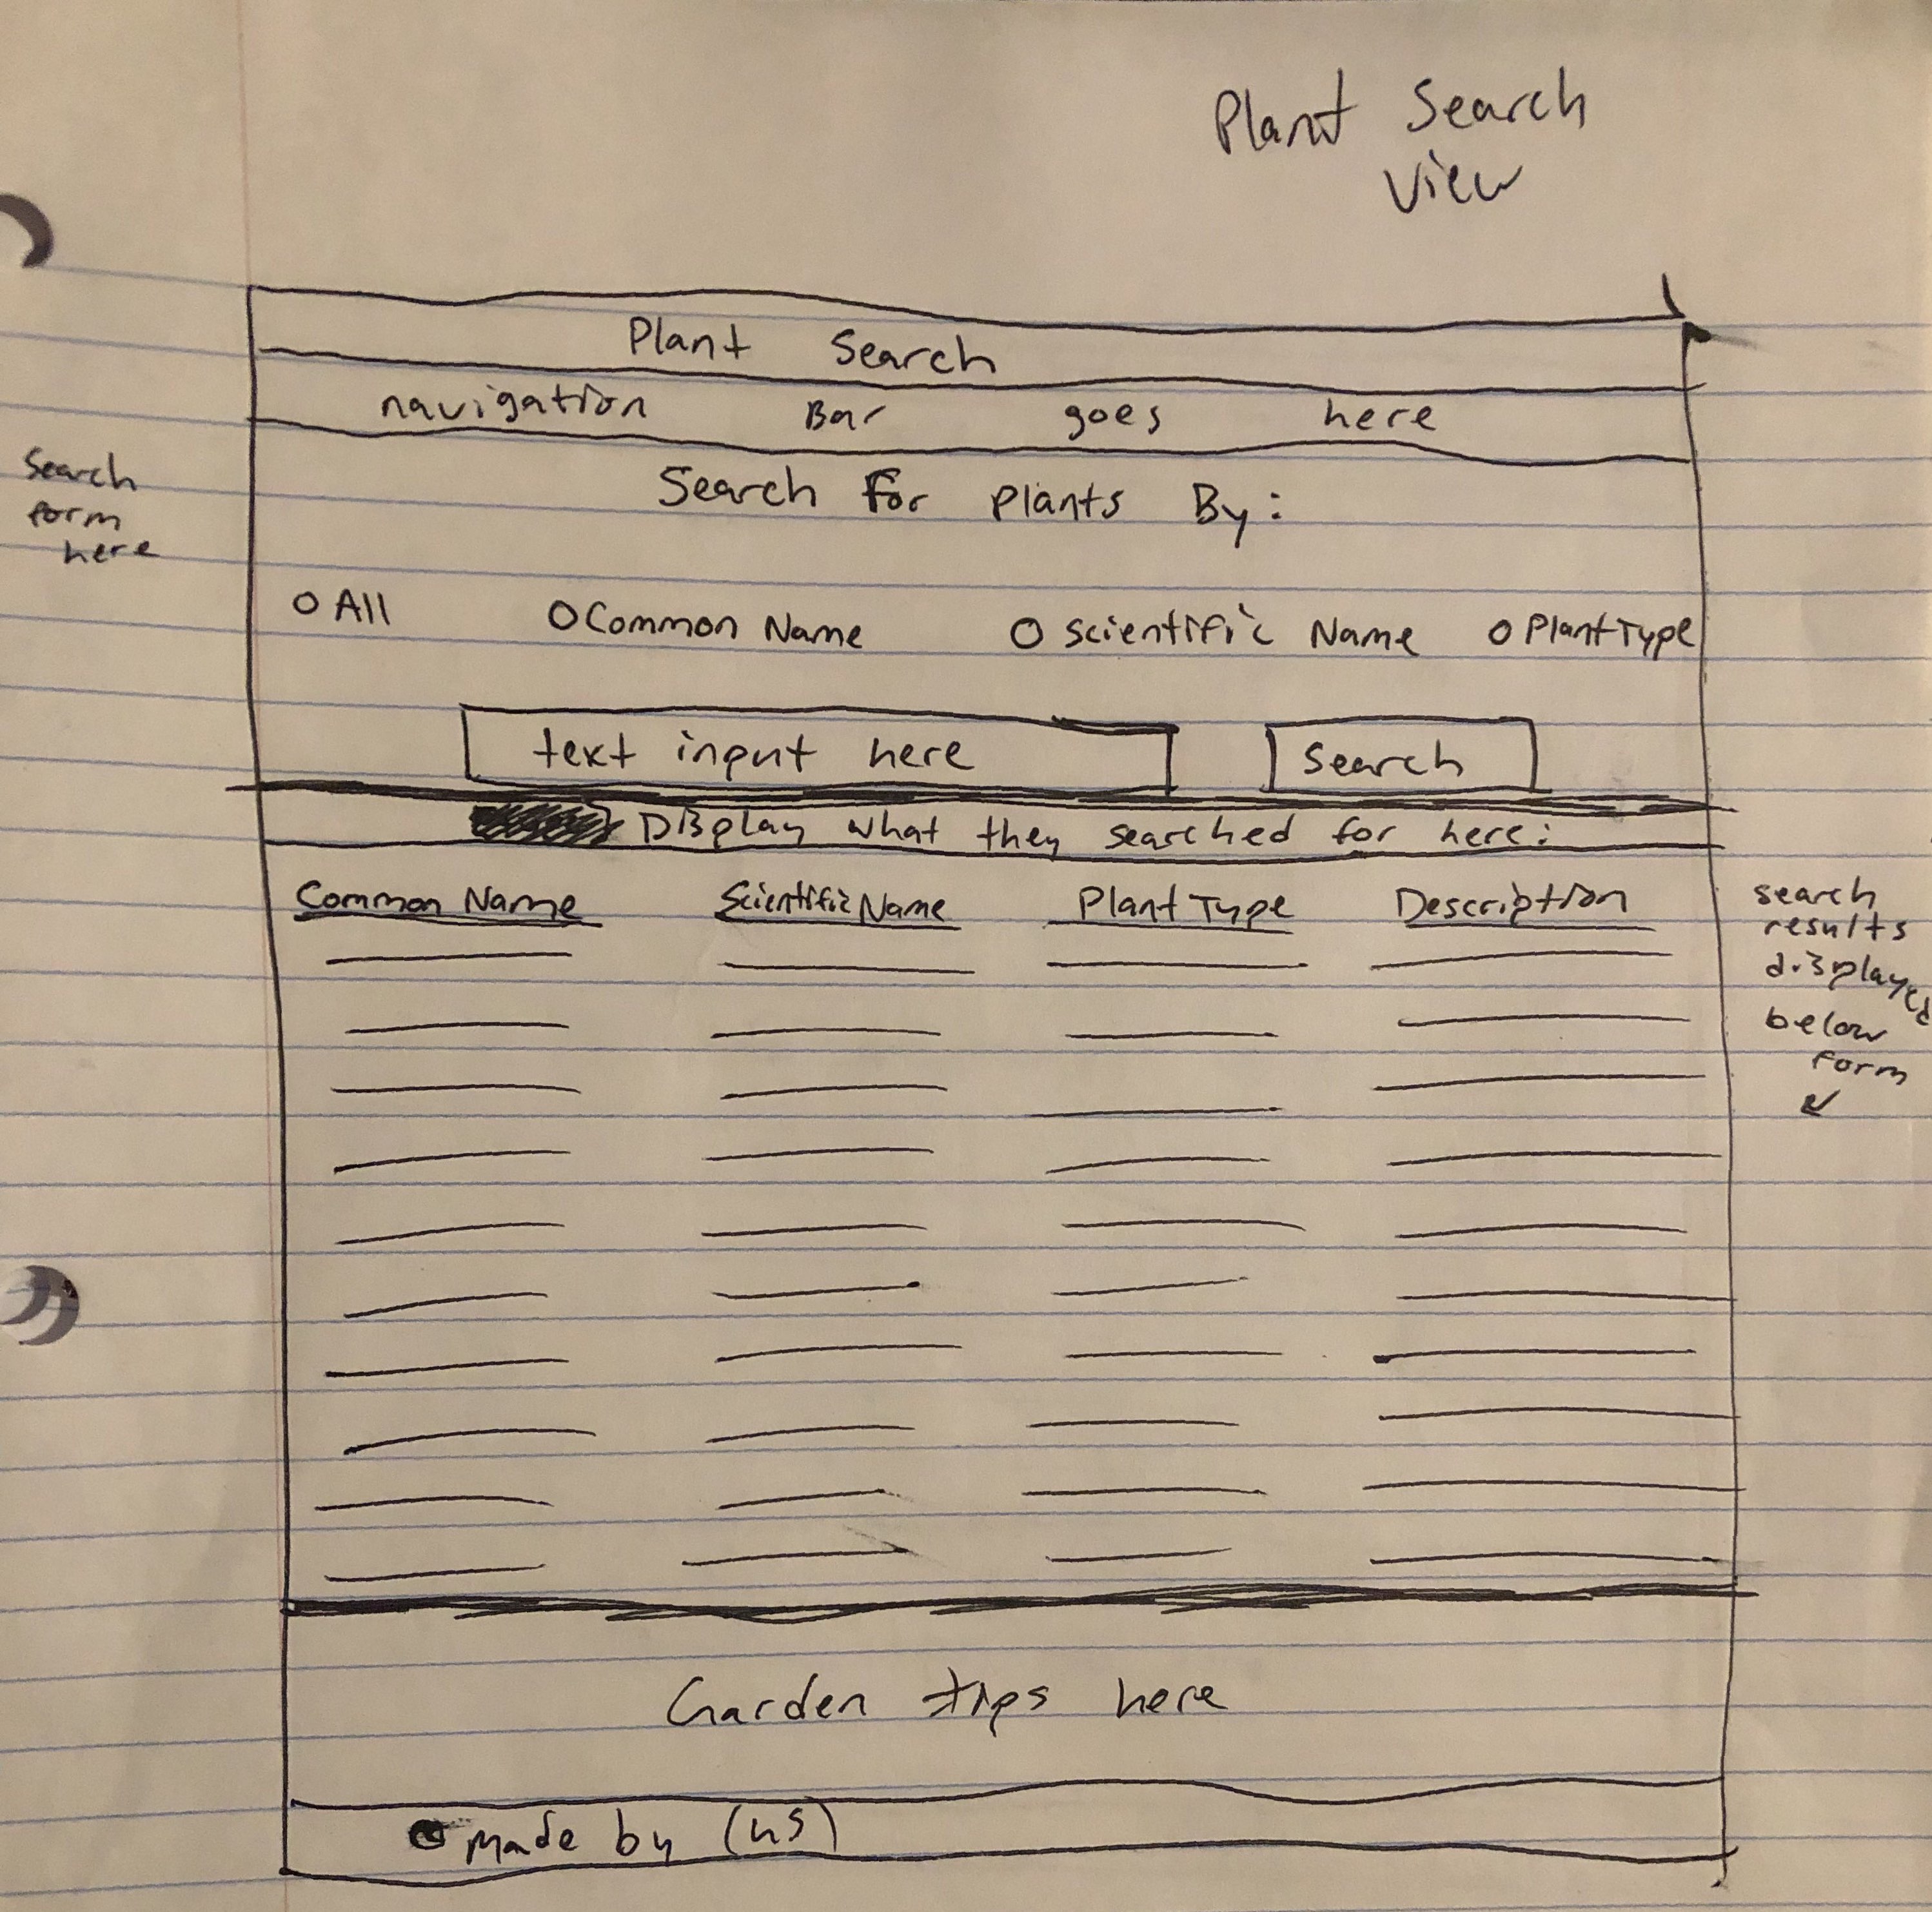 Plant Search
View
Plant Search
navigation Bar goes here
Search
form
here
Search for Plants By:
All Common Name Scientific Name Plant Type
text input here Search
Display what they searched for here:
Common Name Scientific Name Plant Type Description
search
results
displayed
below
form
Garden tips here
made by (us)